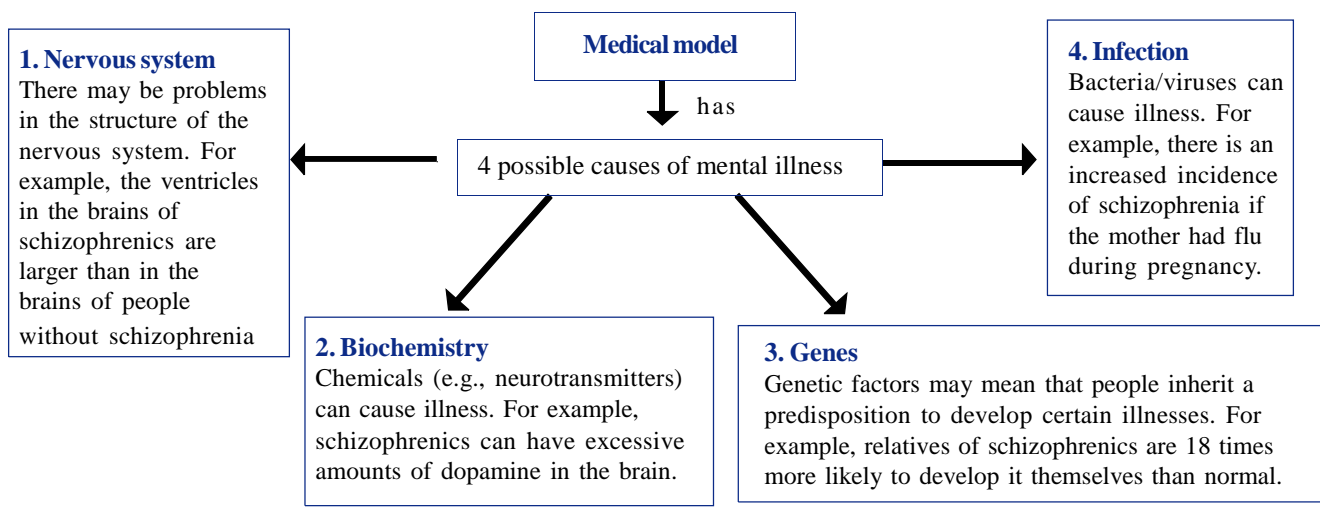 Medical model
has
4 possible causes of mental illness
1. Nervous system
There may be problems
in the structure of the
nervous system. For
example, the ventricles
in the brains of
schizophrenics are
larger than in the
brains of people
without schizophrenia
2. Biochemistry
Chemicals (e.g., neurotransmitters)
can cause illness. For example,
schizophrenics can have excessive
amounts of dopamine in the brain.
3. Genes
Genetic factors may mean that people inherit a
predisposition to develop certain illnesses. For
example, relatives of schizophrenics are 18 times
more likely to develop it themselves than normal.
4. Infection
Bacteria/viruses can
cause illness. For
example, there is an
increased incidence
of schizophrenia if
the mother had flu
during pregnancy.